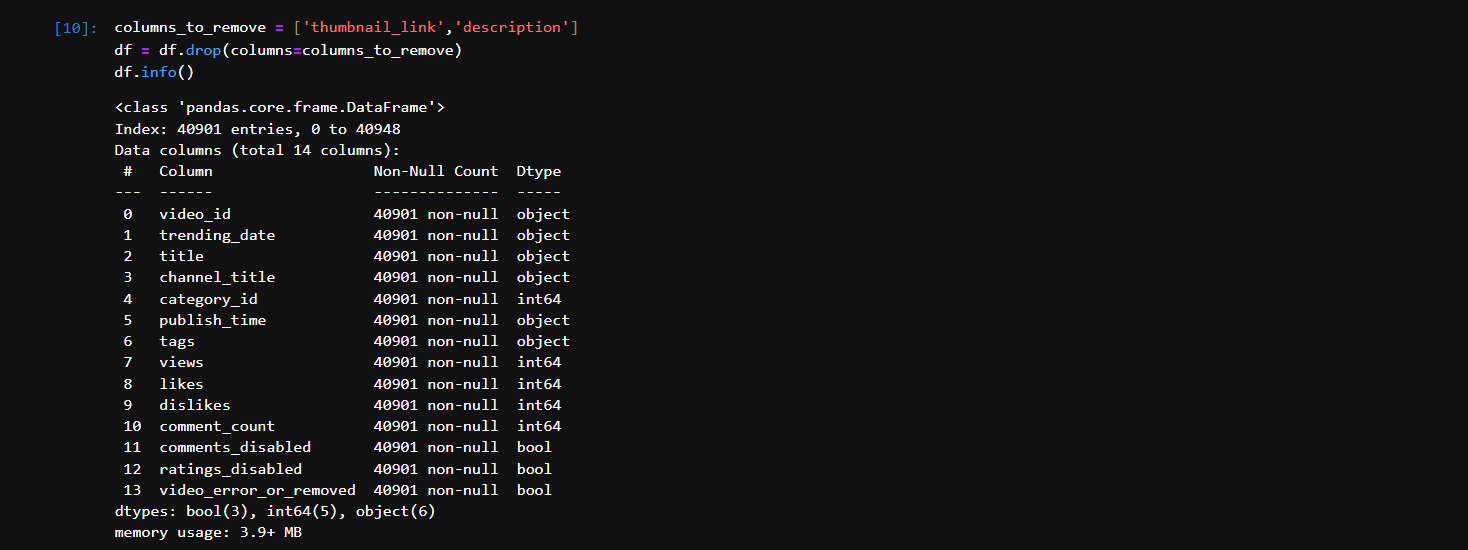 [10]: columns_to_remove = ['thumbnail_link','description']
df = df.drop(columns=columns_to_remove)
df.info()
<class 'pandas.core.frame.DataFrame'>
Index: 40901 entries, 0 to 40948
Data columns (total 14 columns):
 #   Column                  Non-Null Count  Dtype
---  ------                  --------------  -----
 0   video_id                40901 non-null  object
 1   trending_date           40901 non-null  object
 2   title                   40901 non-null  object
 3   channel_title           40901 non-null  object
 4   category_id             40901 non-null  int64
 5   publish_time            40901 non-null  object
 6   tags                    40901 non-null  object
 7   views                   40901 non-null  int64
 8   likes                   40901 non-null  int64
 9   dislikes                40901 non-null  int64
 10  comment_count           40901 non-null  int64
 11  comments_disabled       40901 non-null  bool
 12  ratings_disabled        40901 non-null  bool
 13  video_error_or_removed  40901 non-null  bool
dtypes: bool(3), int64(5), object(6)
memory usage: 3.9+ MB